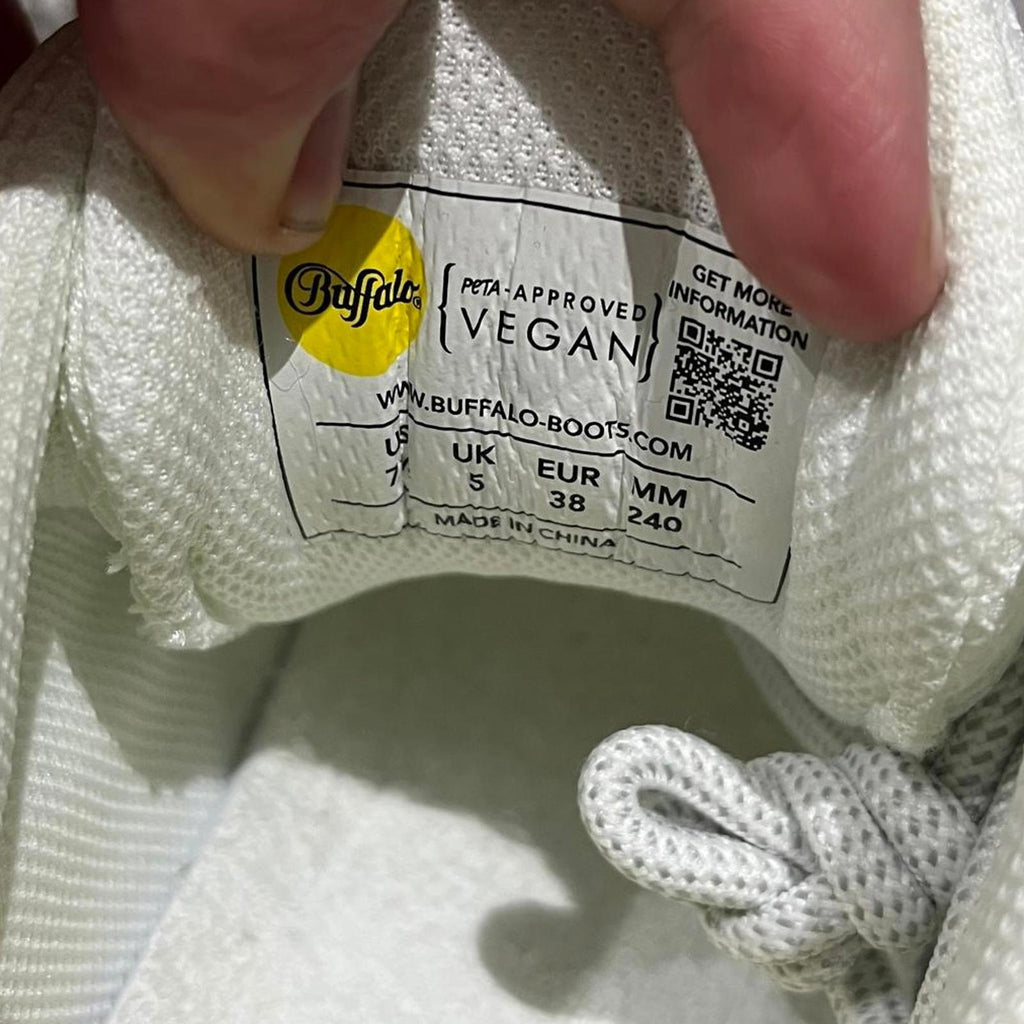 Buffalo®
PETA-APPROVED
VEGAN
GET MORE
INFORMATION
WWW.BUFFALO-BOOTS.COM
US UK EUR MM
5 38 240
MADE IN CHINA